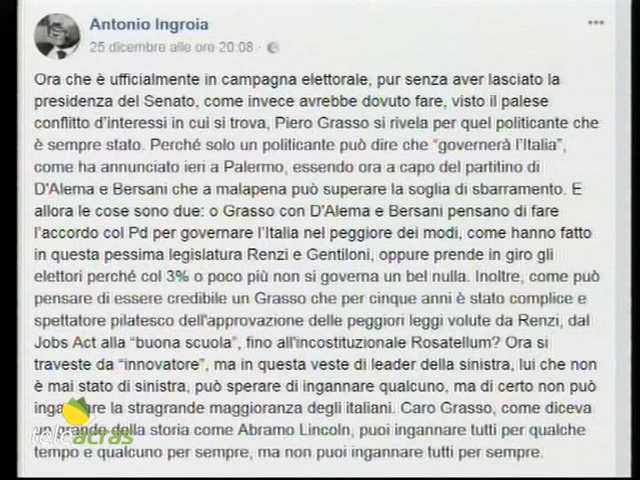 Antonio Ingroia
25 dicembre alle ore 20:08
Ora che è ufficialmente in campagna elettorale, pur senza aver lasciato la
presidenza del Senato, come invece avrebbe dovuto fare, visto il palese
conflitto d'interessi in cui si trova, Piero Grasso si rivela per quel politicante che
è sempre stato. Perché solo un politicante può dire che "governerà l'Italia",
come ha annunciato ieri a Palermo, essendo ora a capo del partitino di
D'Alema e Bersani che a malapena può superare la soglia di sbarramento. E
allora le cose sono due: o Grasso con D'Alema e Bersani pensano di fare
l'accordo col Pd per governare l'Italia nel peggiore dei modi, come hanno fatto
in questa pessima legislatura Renzi e Gentiloni, oppure prende in giro gli
elettori perché col 3% o poco più non si governa un bel nulla. Inoltre, come può
pensare di essere credibile un Grasso che per cinque anni è stato complice e
spettatore pilatesco dell'approvazione delle peggiori leggi volute da Renzi, dal
Jobs Act alla "buona scuola", fino all'incostituzionale Rosatellum? Ora si
traveste da "innovatore", ma in questa veste di leader della sinistra, lui che non
è mai stato di sinistra, può sperare di ingannare qualcuno, ma di certo non può
ingannare la stragrande maggioranza degli italiani. Caro Grasso, come diceva
un grande della storia come Abramo Lincoln, puoi ingannare tutti per qualche
tempo e qualcuno per sempre, ma non puoi ingannare tutti per sempre.
teleacras